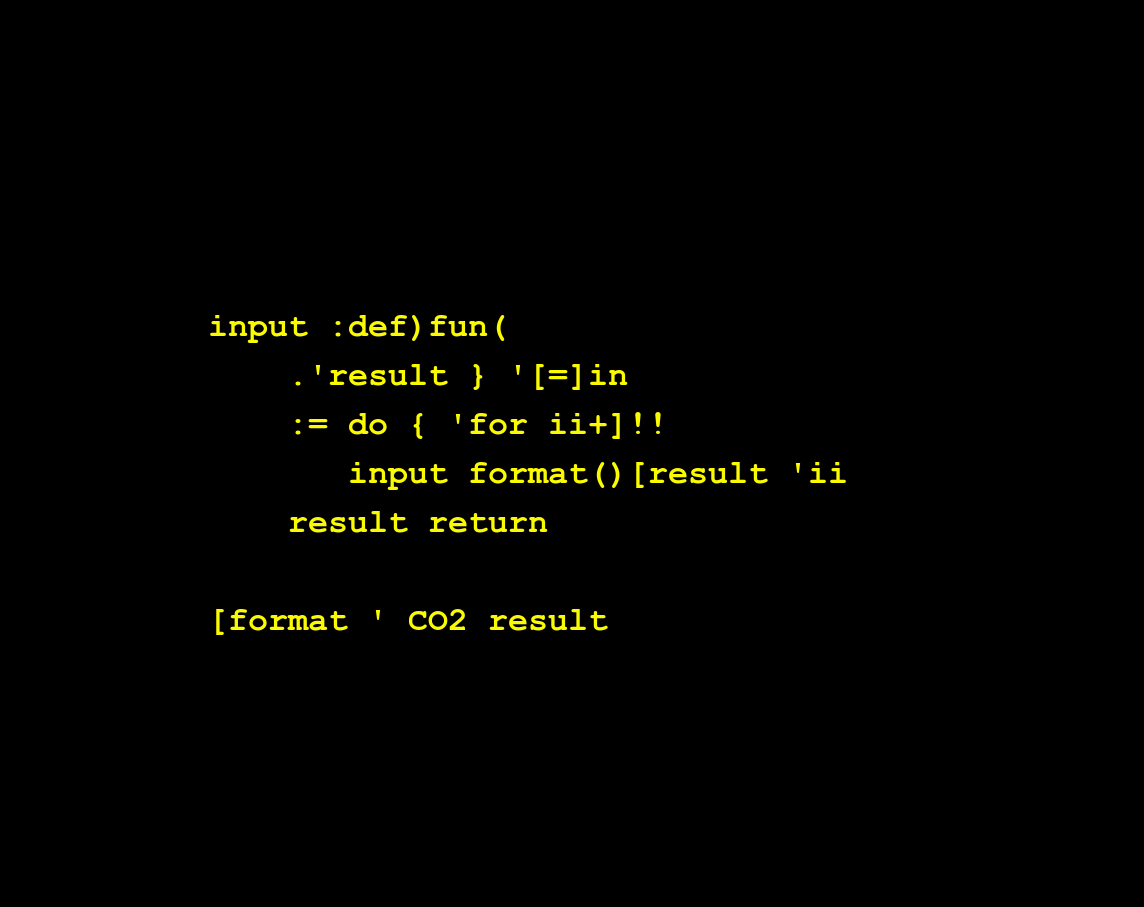 input :def)fun(
    .'result } '[=]in
    := do { 'for ii+]!!
       input format()[result 'ii
    result return

[format ' CO2 result